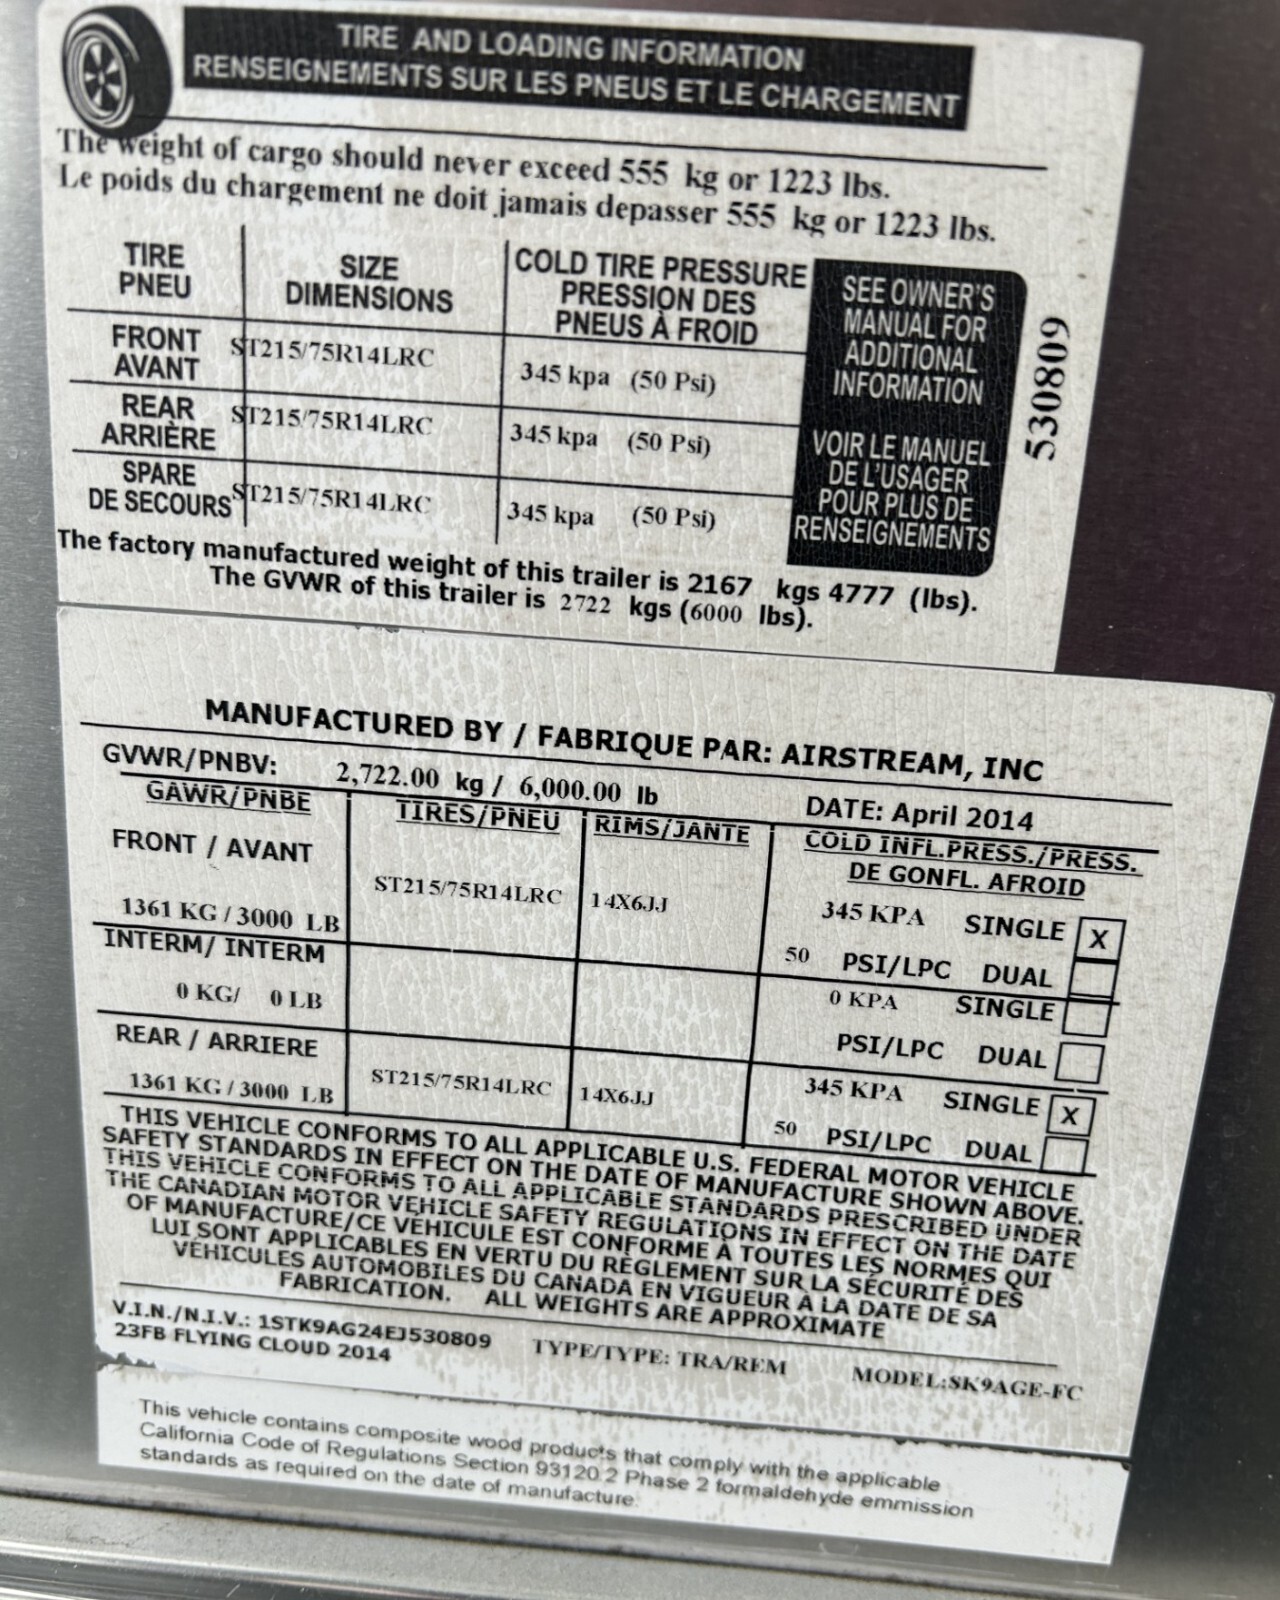 TIRE AND LOADING INFORMATION
RENSEIGNEMENTS SUR LES PNEUS ET LE CHARGEMENT
The weight of cargo should never exceed 555 kg or 1223 lbs.
Le poids du chargement ne doit jamais depasser 555 kg or 1223 lbs.
TIRE
PNEU
SIZE
DIMENSIONS
COLD TIRE PRESSURE
PRESSION DES
PNEUS À FROID
FRONT
AVANT
ST215/75R14LRC
345 kpa (50 Psi)
REAR
ARRIÈRE
ST215/75R14LRC
345 kpa (50 Psi)
SPARE
DE SECOURS
ST215/75R14LRC
345 kpa (50 Psi)
SEE OWNER'S
MANUAL FOR
ADDITIONAL
INFORMATION
VOIR LE MANUEL
DE L'USAGER
POUR PLUS DE
RENSEIGNEMENTS
530809
The factory manufactured weight of this trailer is 2167 kgs 4777 (lbs).
The GVWR of this trailer is 2722 kgs (6000 lbs).
MANUFACTURED BY / FABRIQUE PAR: AIRSTREAM, INC
GVWR/PNBV: 2,722.00 kg / 6,000.00 lb
DATE: April 2014
GAWR/PNBE
TIRES/PNEU
RIMS/JANTE
COLD INFL.PRESS./PRESS.
DE GONFL. AFROID
FRONT / AVANT
1361 KG / 3000 LB
ST215/75R14LRC
14X6JJ
345 KPA SINGLE X
50 PSI/LPC DUAL
INTERM/ INTERM
0 KG/ 0 LB
0 KPA SINGLE
PSI/LPC DUAL
REAR / ARRIERE
1361 KG / 3000 LB
ST215/75R14LRC
14X6JJ
345 KPA SINGLE X
50 PSI/LPC DUAL
THIS VEHICLE CONFORMS TO ALL APPLICABLE U.S. FEDERAL MOTOR VEHICLE
SAFETY STANDARDS IN EFFECT ON THE DATE OF MANUFACTURE SHOWN ABOVE.
THIS VEHICLE CONFORMS TO ALL APPLICABLE STANDARDS PRESCRIBED UNDER
THE CANADIAN MOTOR VEHICLE SAFETY REGULATIONS IN EFFECT ON THE DATE
OF MANUFACTURE/CE VÉHICULE EST CONFORME À TOUTES LES NORMES QUI
LUI SONT APPLICABLES EN VERTU DU RÈGLEMENT SUR LA SÉCURITÉ DES
VÉHICULES AUTOMOBILES DU CANADA EN VIGUEUR À LA DATE DE SA
FABRICATION. ALL WEIGHTS ARE APPROXIMATE
V.I.N./N.I.V.: 1STK9AG24EJ530809
TYPE/TYPE: TRA/REM
MODEL:SK9AGE-FC
23FB FLYING CLOUD 2014
This vehicle contains composite wood products that comply with the applicable
California Code of Regulations Section 93120.2 Phase 2 formaldehyde emmission
standards as required on the date of manufacture.